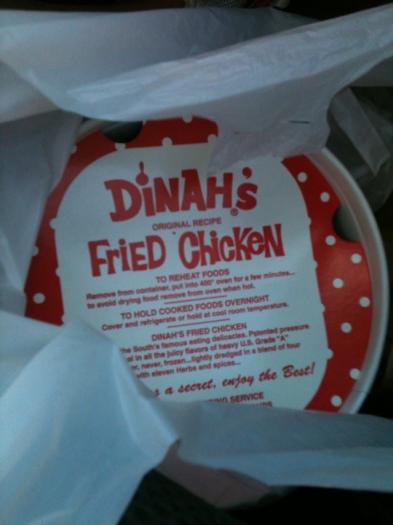 DINAH'S
ORIGINAL RECIPE
FRIED CHICKEN
TO REHEAT FOODS
Remove from container, put into 400° oven for a few minutes...
to avoid drying food remove from oven when hot.
TO HOLD COOKED FOODS OVERNIGHT
Cover and refrigerate or hold at cool room temperature.
DINAH'S FRIED CHICKEN
the South's famous eating delicacies. Patented pressure
in all the juicy flavors of heavy U.S. Grade "A"
never, frozen...lightly dredged in a blend of four
with eleven Herbs and spices...
a secret, enjoy the Best!
SERVICE